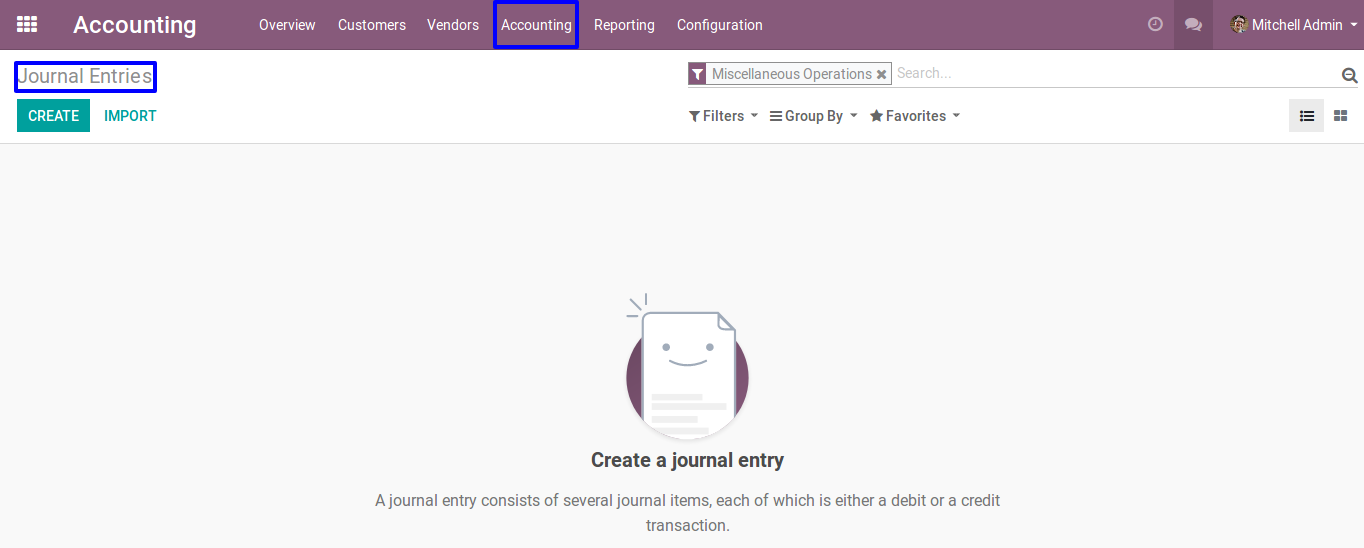 Accounting Overview Customers Vendors Accounting Reporting Configuration Mitchell Admin
Journal Entries Miscellaneous Operations Search...
CREATE IMPORT Filters Group By Favorites
Create a journal entry
A journal entry consists of several journal items, each of which is either a debit or a credit
transaction.